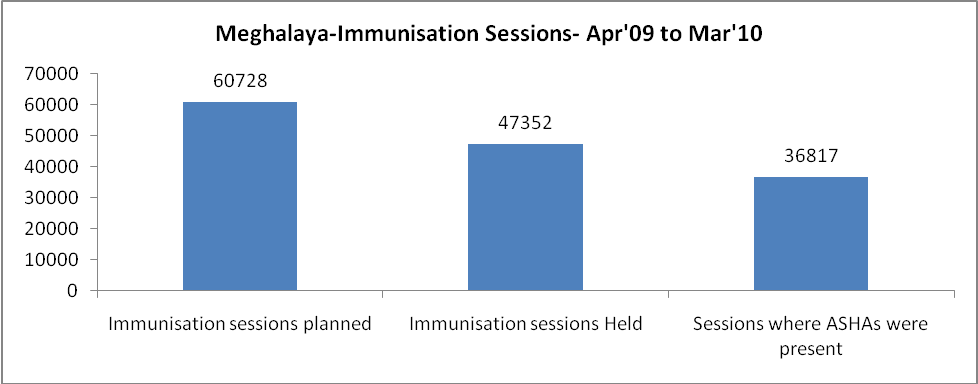 Meghalaya-Immunisation Sessions- Apr'09 to Mar'10
70000
60000
50000
40000
30000
20000
10000
0
60728
47352
36817
Immunisation sessions planned
Immunisation sessions Held
Sessions where ASHAs were
present